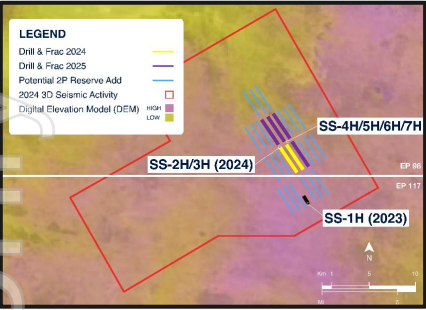 LEGEND
Drill & Frac 2024
Drill & Frac 2025
Potential 2P Reserve Add
2024 3D Seismic Activity
Digital Elevation Model (DEM)
HIGH
LOW
SS-4H/5H/6H/7H
SS-2H/3H (2024)
EP 98
EP 117
SS-1H (2023)
N
Km 1 5 10
Mi 6